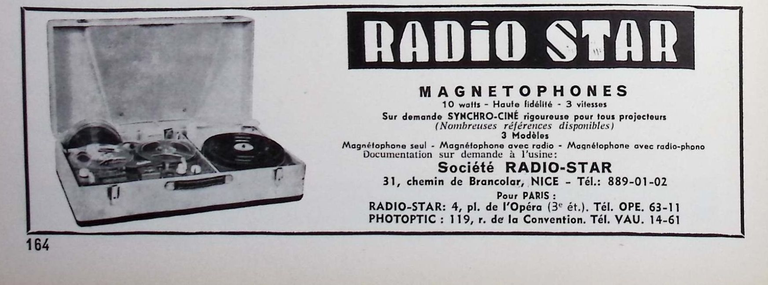 RADIO STAR
MAGNETOPHONES
10 watts - Haute fidélité - 3 vitesses
Sur demande SYNCHRO-CINÉ rigoureuse pour tous projecteurs
(Nombreuses références disponibles)
3 Modèles
Magnétophone seul - Magnétophone avec radio - Magnétophone avec radio-phono
Documentation sur demande à l'usine:
Société RADIO-STAR
31, chemin de Brancolar, NICE - Tél.: 889-01-02
Pour PARIS :
RADIO-STAR: 4, pl. de l'Opéra (3e ét.). Tél. OPE. 63-11
PHOTOPTIC : 119, r. de la Convention. Tél. VAU. 14-61
164